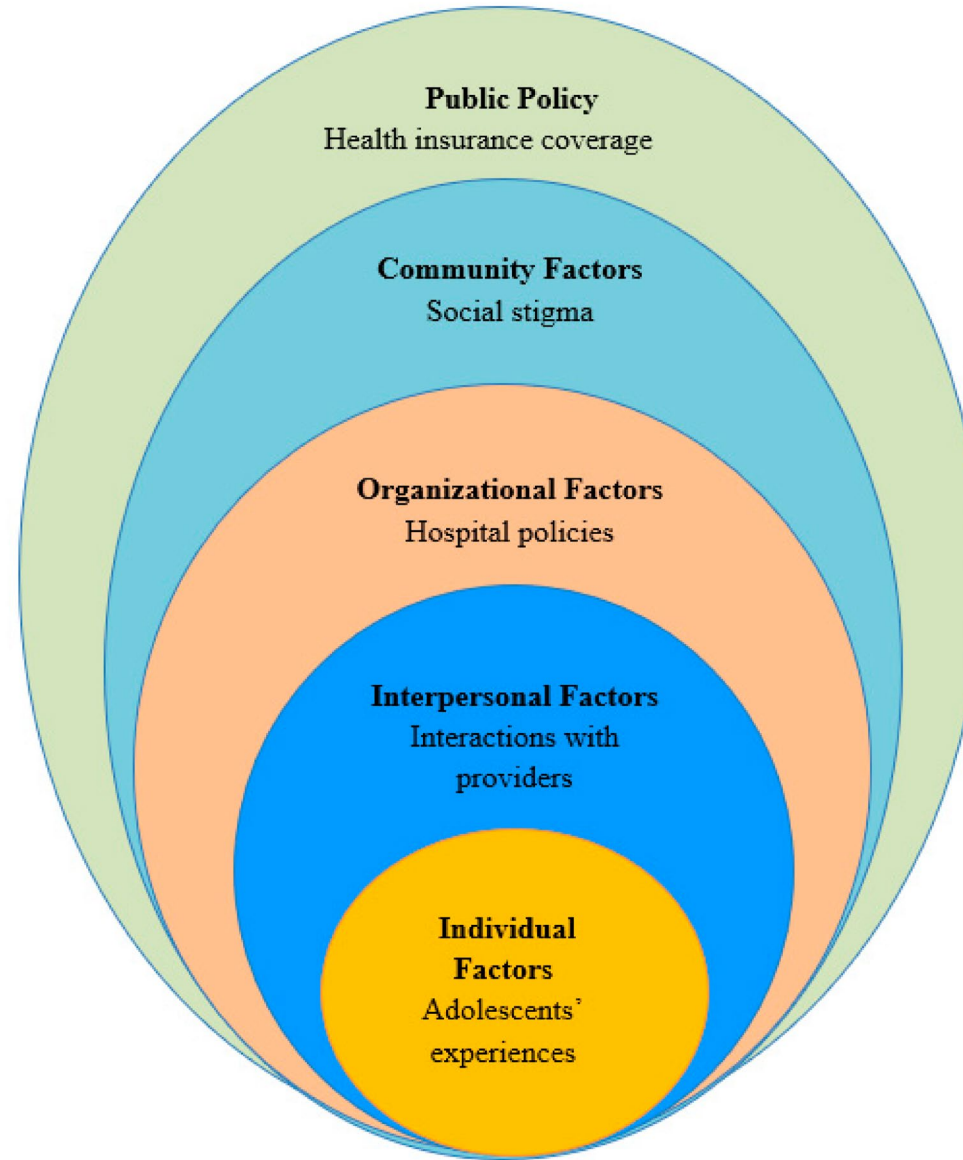 Public Policy
Health insurance coverage
Community Factors
Social stigma
Organizational Factors
Hospital policies
Interpersonal Factors
Interactions with
providers
Individual
Factors
Adolescents’
experiences